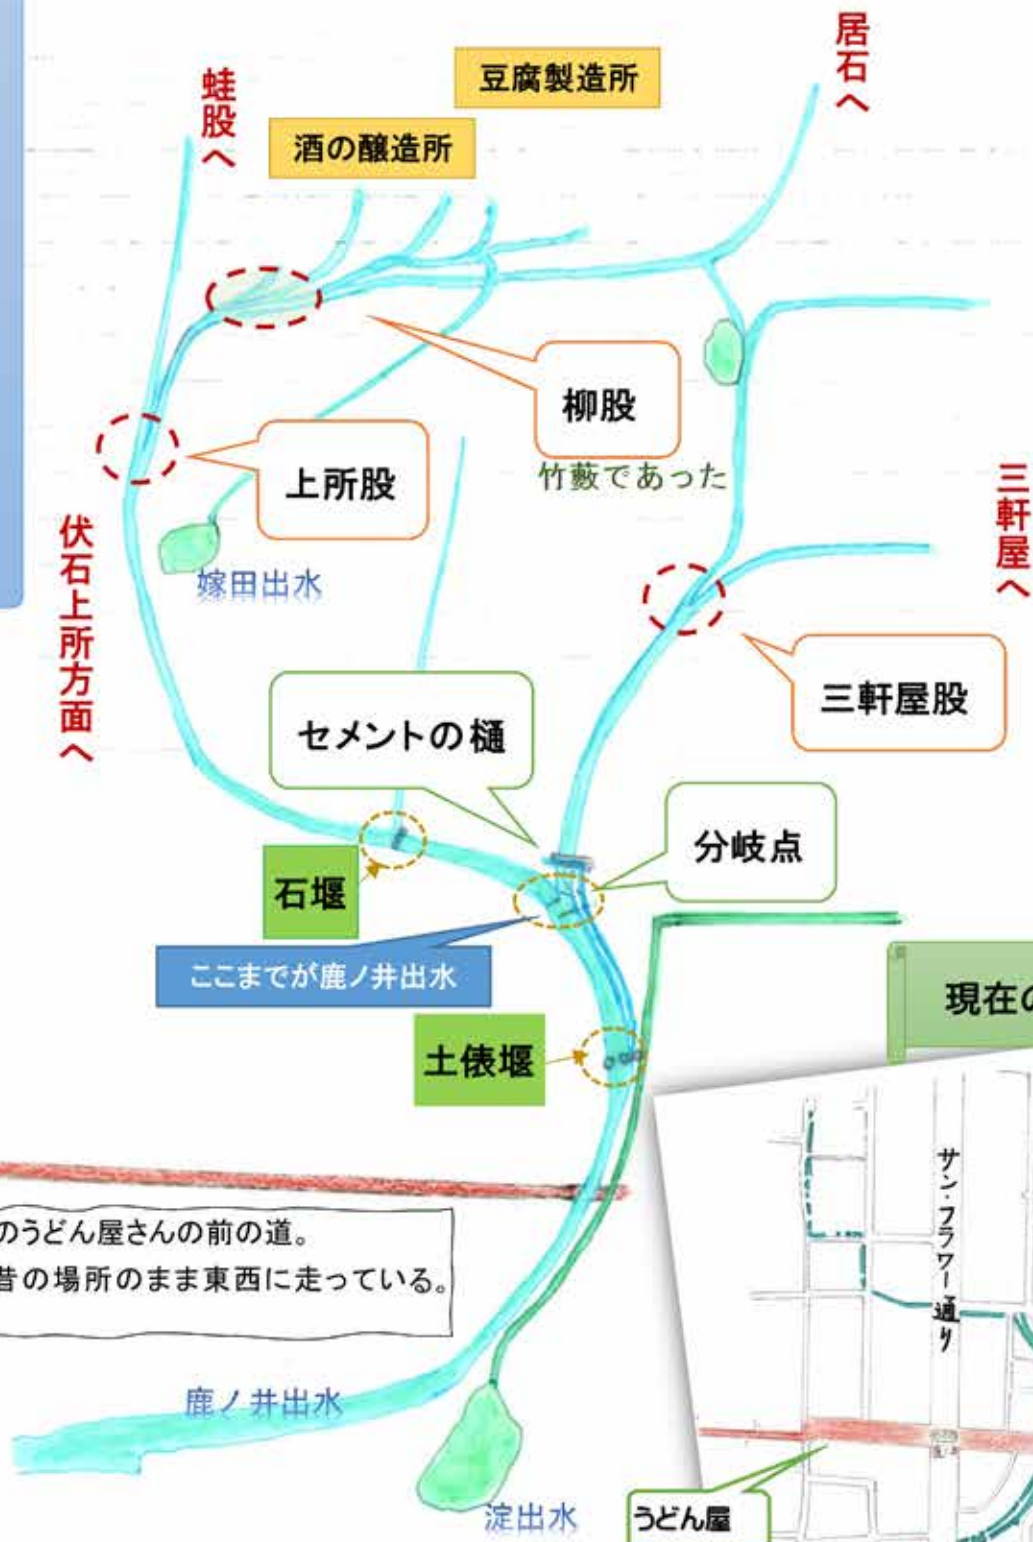 居石へ
豆腐製造所
蛙股へ
酒の醸造所
柳股
竹藪であった
上所股
三軒屋へ
伏石上所方面へ
嫁田出水
三軒屋股
セメントの樋
分岐点
石堰
ここまでが鹿ノ井出水
現在の
土俵堰
サン・フラワー通り
のうどん屋さんの前の道。
昔の場所のまま東西に走っている。
鹿ノ井出水
淀出水
うどん屋